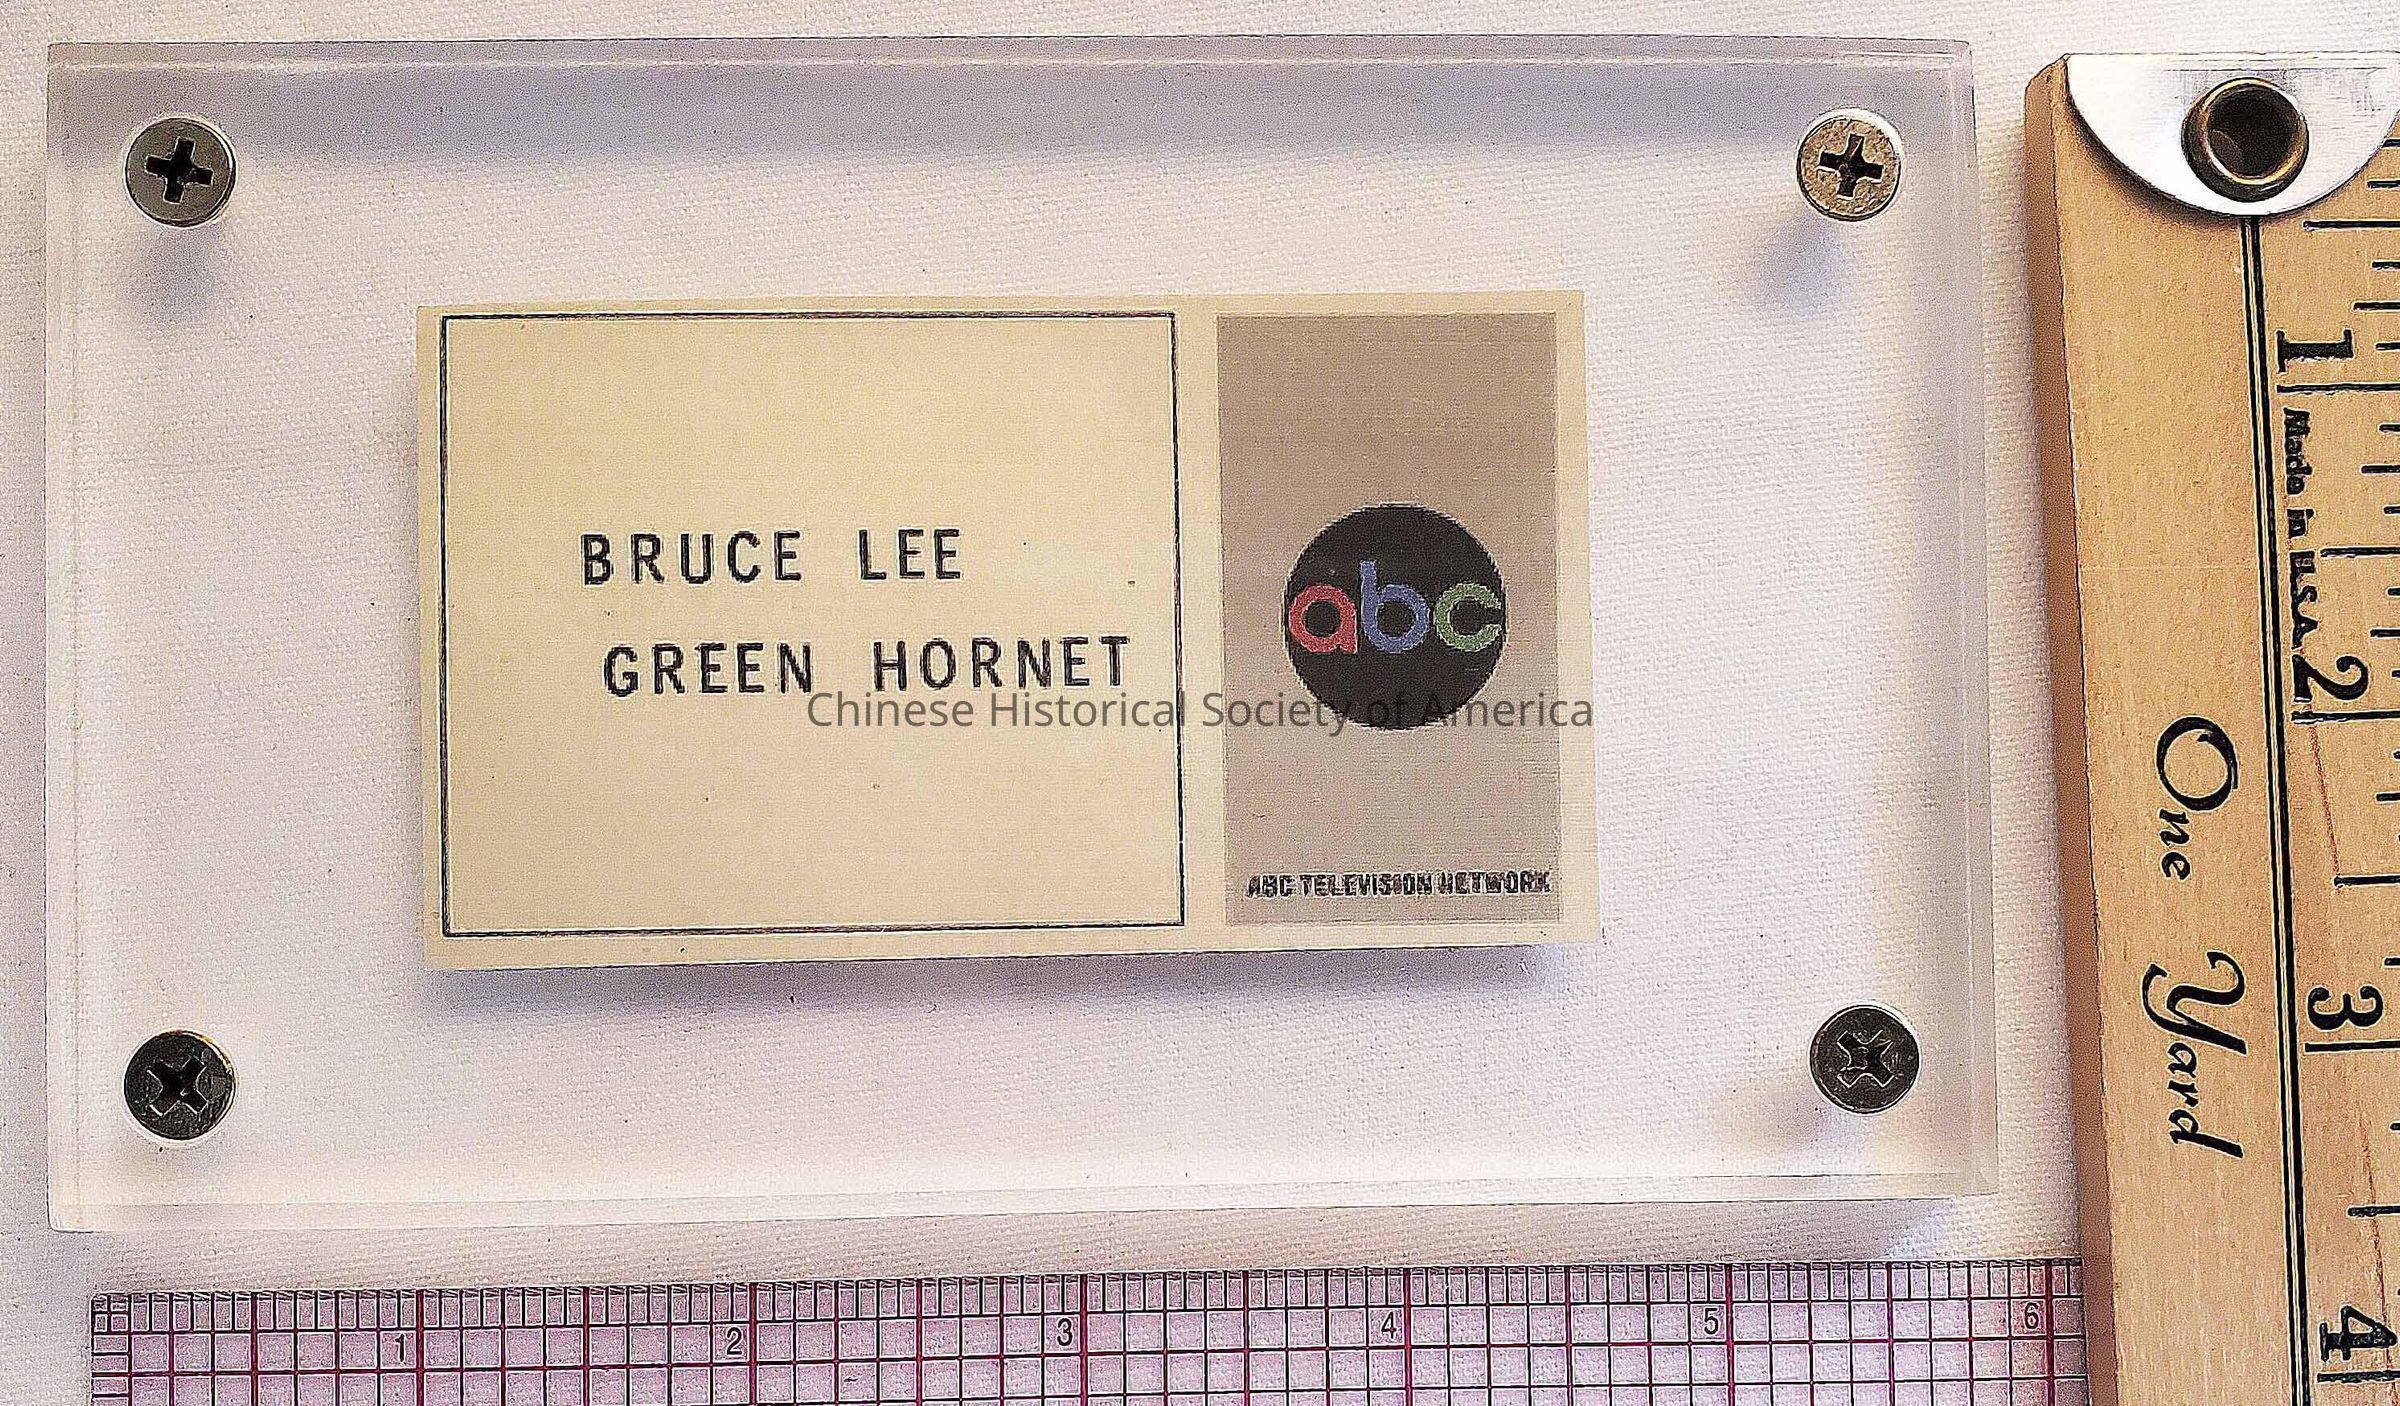 BRUCE LEE
GREEN HORNET
abc
ABC TELEVISION NETWORK
Chinese Historical Society of America
1
Made in U.S.A.
2
One Yard
3
4
1 2 3 4 5 6